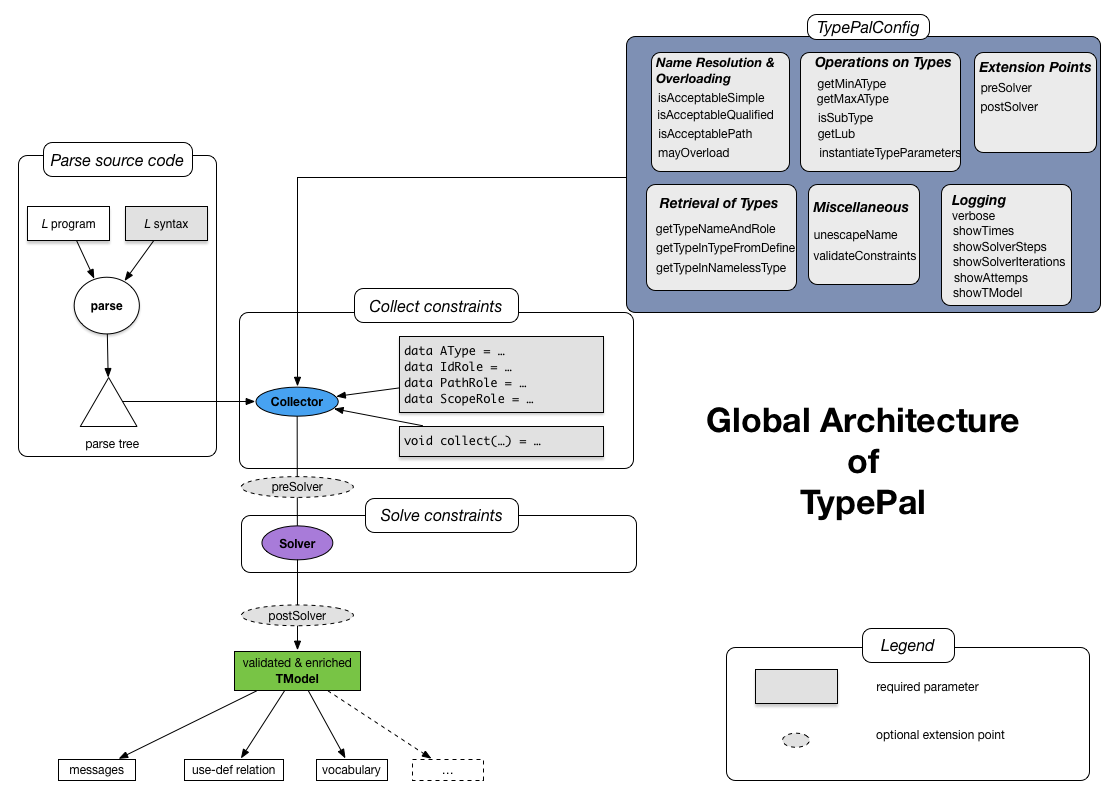 TypePalConfig
Name Resolution &
Overloading
isAcceptableSimple
isAcceptableQualified
isAcceptablePath
mayOverload
Operations on Types
getMinAType
getMaxAType
isSubType
getLub
instantiateTypeParameters
Extension Points
preSolver
postSolver
Retrieval of Types
getTypeNameAndRole
getTypeInTypeFromDefine
getTypeInNamelessType
Miscellaneous
unescapeName
validateConstraints
Logging
verbose
showTimes
showSolverSteps
showSolverIterations
showAttemps
showTModel
Parse source code
L program
L syntax
parse
parse tree
Collect constraints
data AType = …
data IdRole = …
data PathRole = …
data ScopeRole = …
Collector
void collect(…) = …
preSolver
Solve constraints
Solver
postSolver
validated & enriched
TModel
messages
use-def relation
vocabulary
…
Global Architecture
of
TypePal
Legend
required parameter
optional extension point